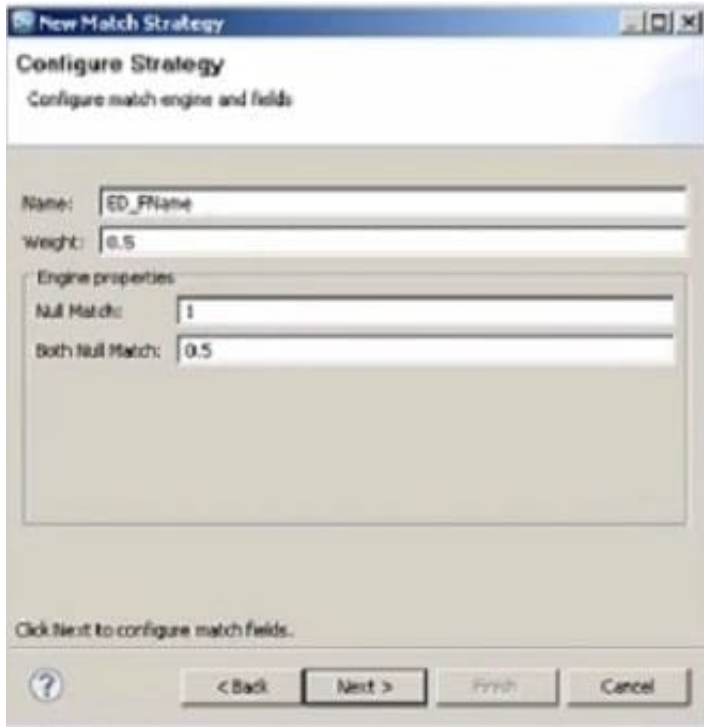 New Match Strategy
Configure Strategy
Configure match engine and fields
Name: ED_FName
Weight: 0.5
Engine properties
Null Match: 1
Both Null Match: 0.5
Click Next to configure match fields.
? < Back Next > Finish Cancel